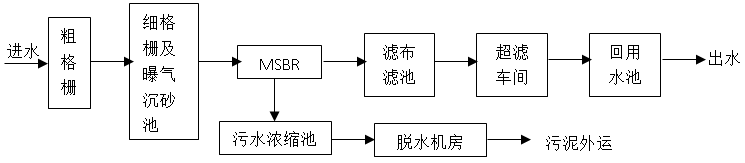 进水
粗
格
栅
细格
栅及
曝气
沉砂
池
MSBR
滤布
滤池
超滤
车间
回用
水池
出水
污水浓缩池
脱水机房
污泥外运